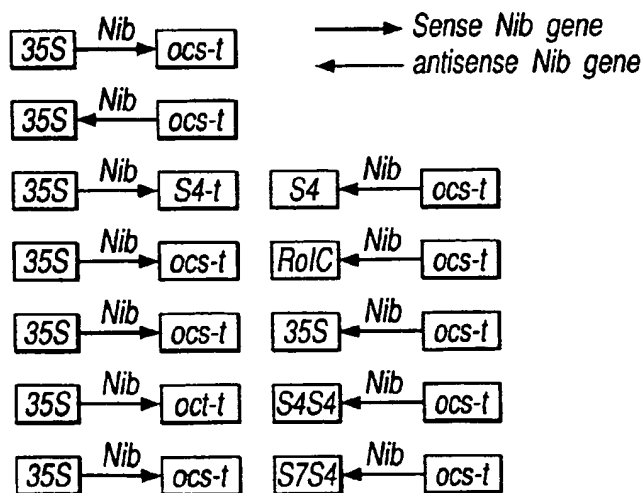 Nib
35S ocs-t
Sense Nib gene
antisense Nib gene
Nib
35S ocs-t
Nib Nib
35S S4-t S4 ocs-t
Nib Nib
35S ocs-t RolC ocs-t
Nib Nib
35S ocs-t 35S ocs-t
Nib Nib
35S oct-t S4S4 ocs-t
Nib Nib
35S ocs-t S7S4 ocs-t